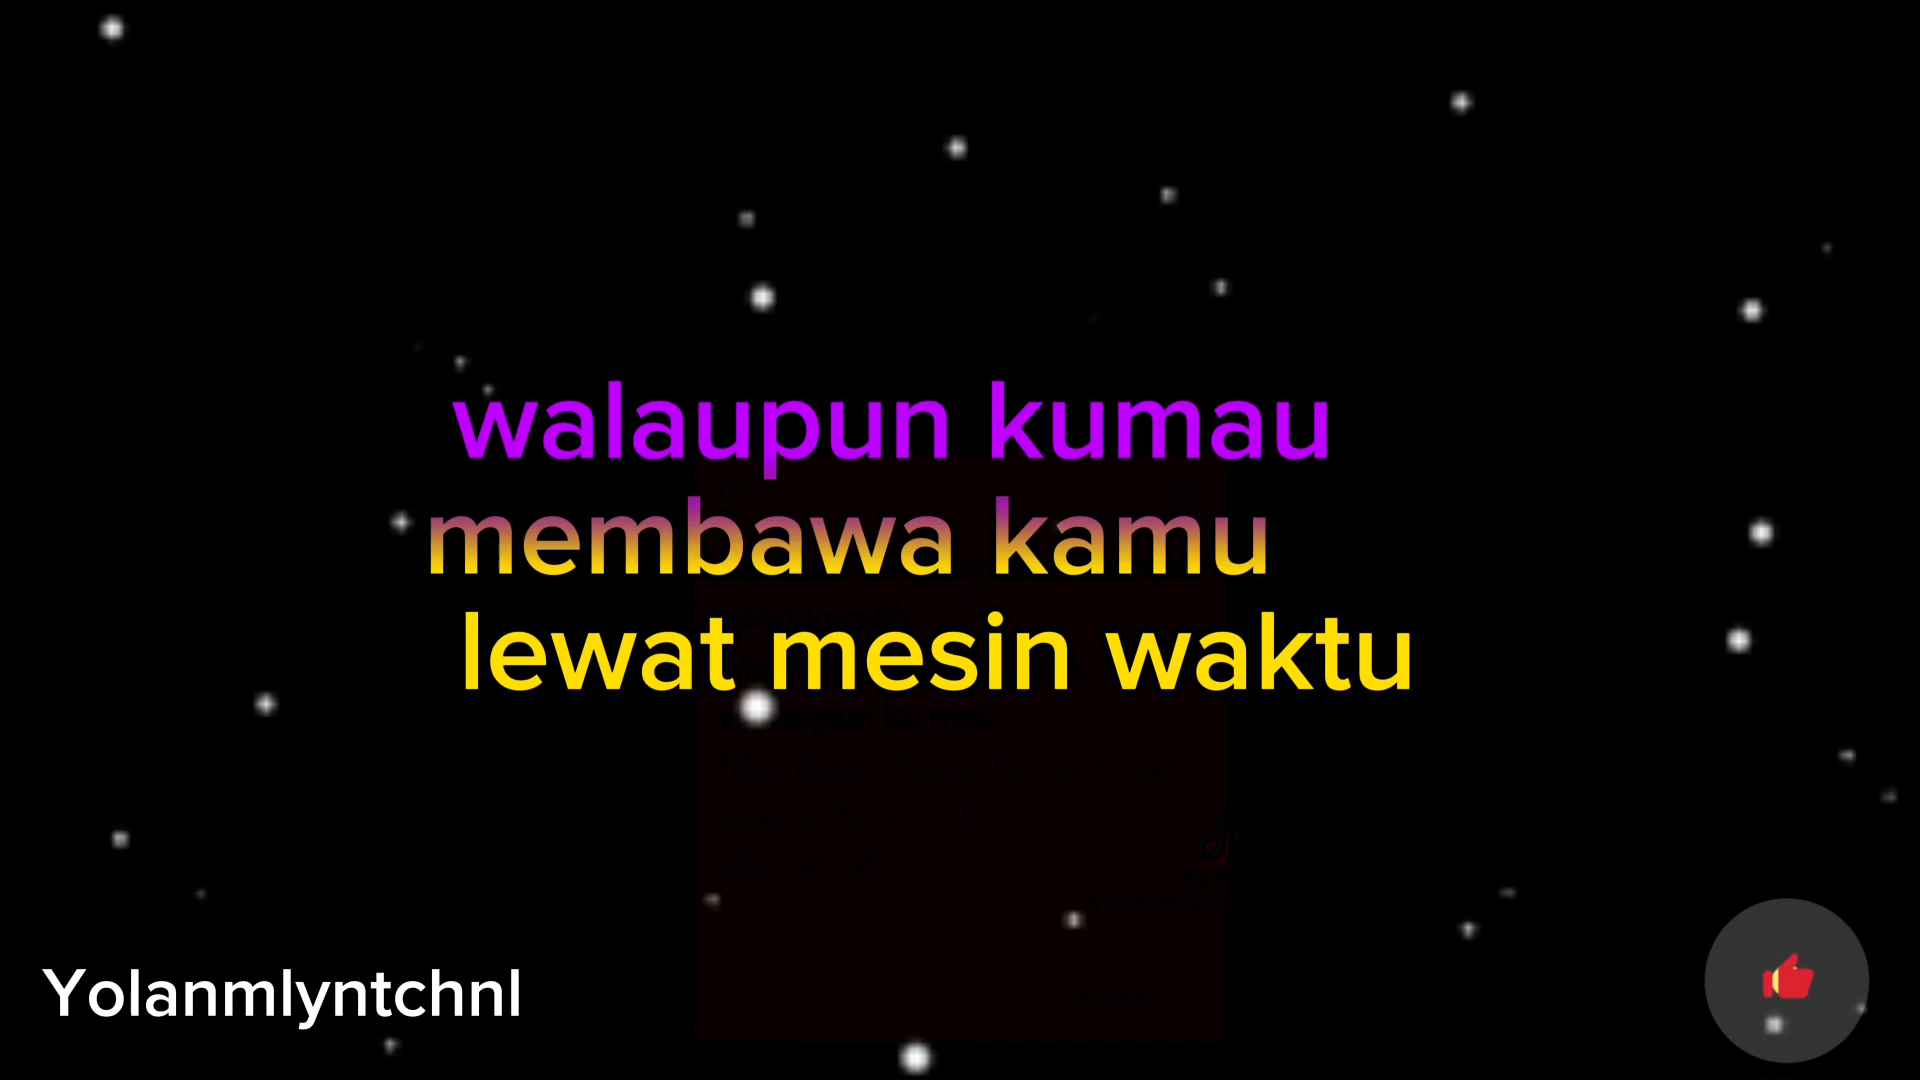 walaupun kumau
membawa kamu
lewat mesin waktu
Yolanmlyntchnl